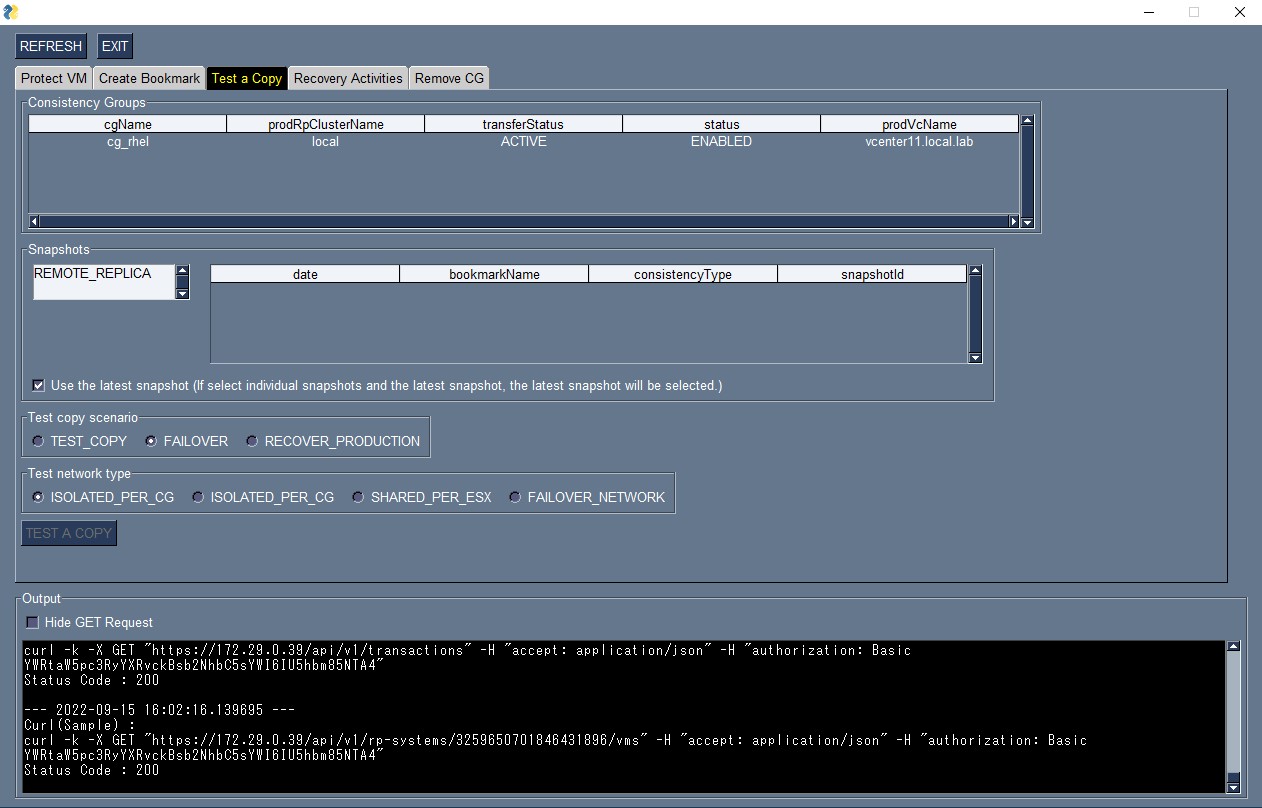 REFRESH EXIT
Protect VM Create Bookmark Test a Copy Recovery Activities Remove CG
Consistency Groups
cgName prodRpClusterName transferStatus status prodVcName
cg_rhel local ACTIVE ENABLED vcenter11.local.lab
Snapshots
REMOTE_REPLICA date bookmarkName consistencyType snapshotId
Use the latest snapshot (If select individual snapshots and the latest snapshot, the latest snapshot will be selected.)
Test copy scenario
TEST_COPY FAILOVER RECOVER_PRODUCTION
Test network type
ISOLATED_PER_CG ISOLATED_PER_CG SHARED_PER_ESX FAILOVER_NETWORK
TEST A COPY
Output
Hide GET Request
curl -k -X GET "https://172.29.0.39/api/v1/transactions" -H "accept: application/json" -H "authorization: Basic
YWRtaW5pc3RyYXRvckBsb2NhbC5sYWI6IU5hbm85NTA4"
Status Code : 200
--- 2022-09-15 16:02:16.139695 ---
Curl(Sample) :
curl -k -X GET "https://172.29.0.39/api/v1/rp-systems/3259650701846431896/vms" -H "accept: application/json" -H "authorization: Basic
YWRtaW5pc3RyYXRvckBsb2NhbC5sYWI6IU5hbm85NTA4"
Status Code : 200